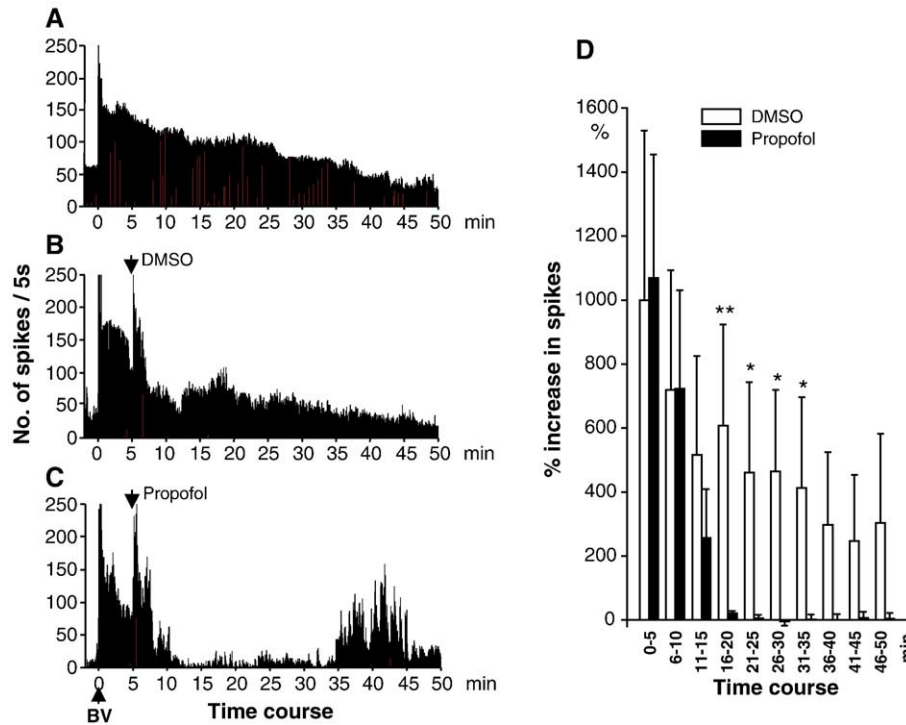 A
250
200
150
100
50
0
0 5 10 15 20 25 30 35 40 45 50 min
B
DMSO
250
200
150
100
50
0
0 5 10 15 20 25 30 35 40 45 50 min
No. of spikes / 5s
C
Propofol
250
200
150
100
50
0
0 5 10 15 20 25 30 35 40 45 50 min
BV
Time course
D
1600
%
1400
1200
1000
800
600
400
200
0
DMSO
Propofol
**
*
*
*
% increase in spikes
0-5 6-10 11-15 16-20 21-25 26-30 31-35 36-40 41-45 46-50 min
Time course